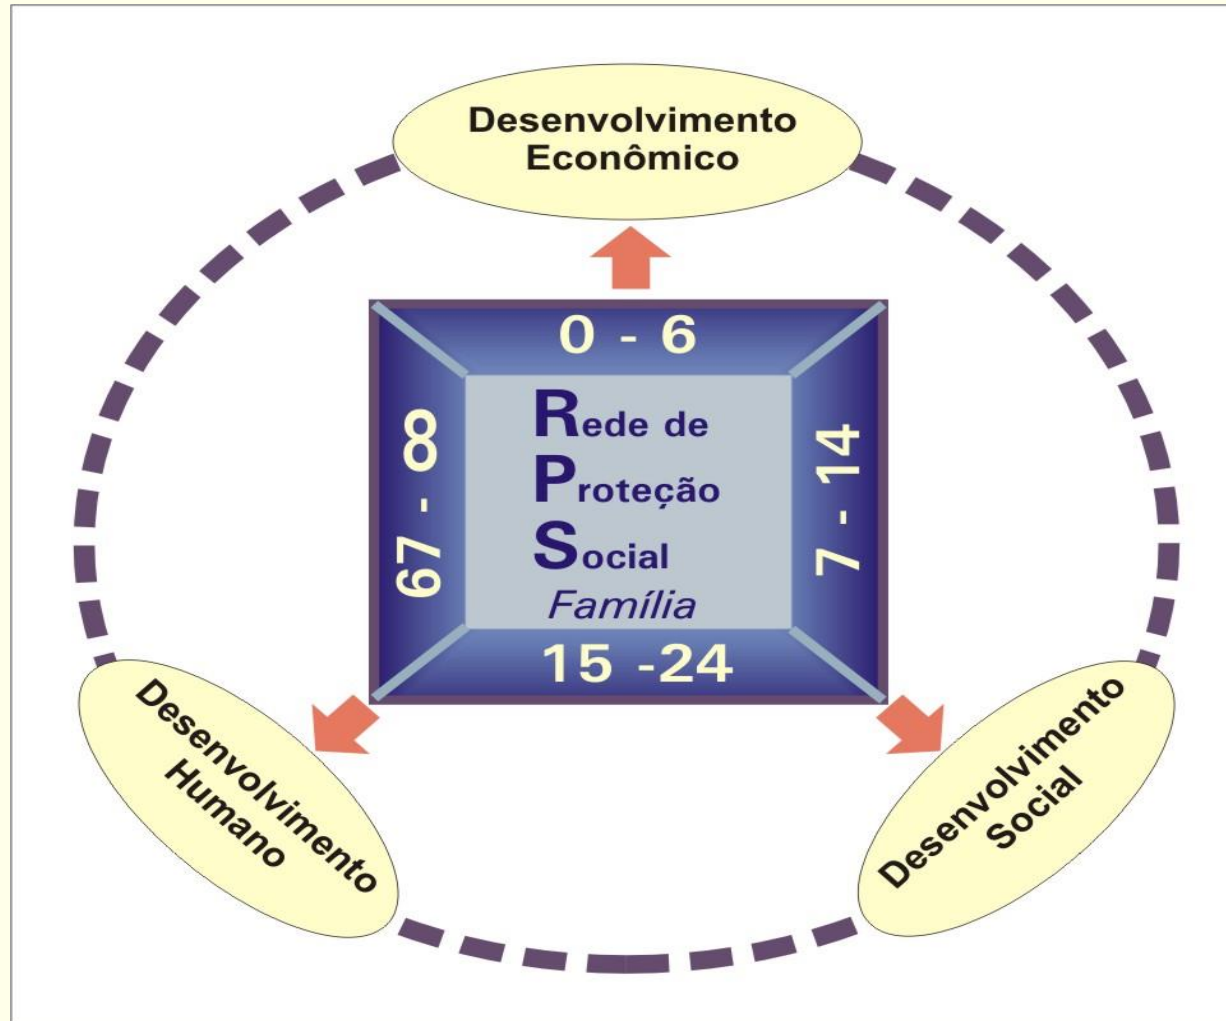 Desenvolvimento
Econômico
0 - 6
Rede de
Proteção
Social
Família
67 - 8
7 - 14
15 -24
Desenvolvimento
Humano
Desenvolvimento
Social